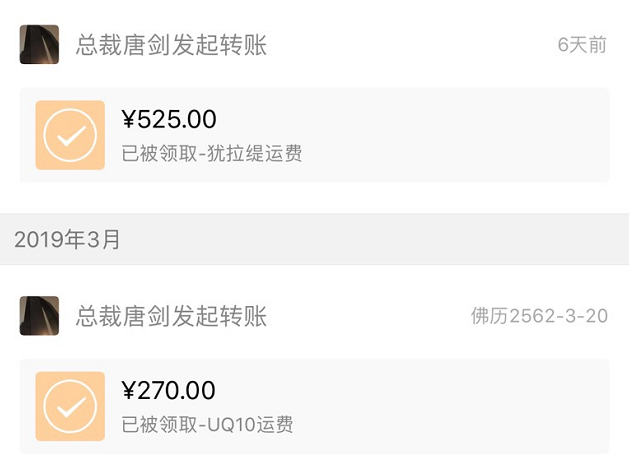 总裁唐剑发起转账
6天前
¥525.00
已被领取-犹拉缇运费
2019年3月
总裁唐剑发起转账
佛历2562-3-20
¥270.00
已被领取-UQ10运费